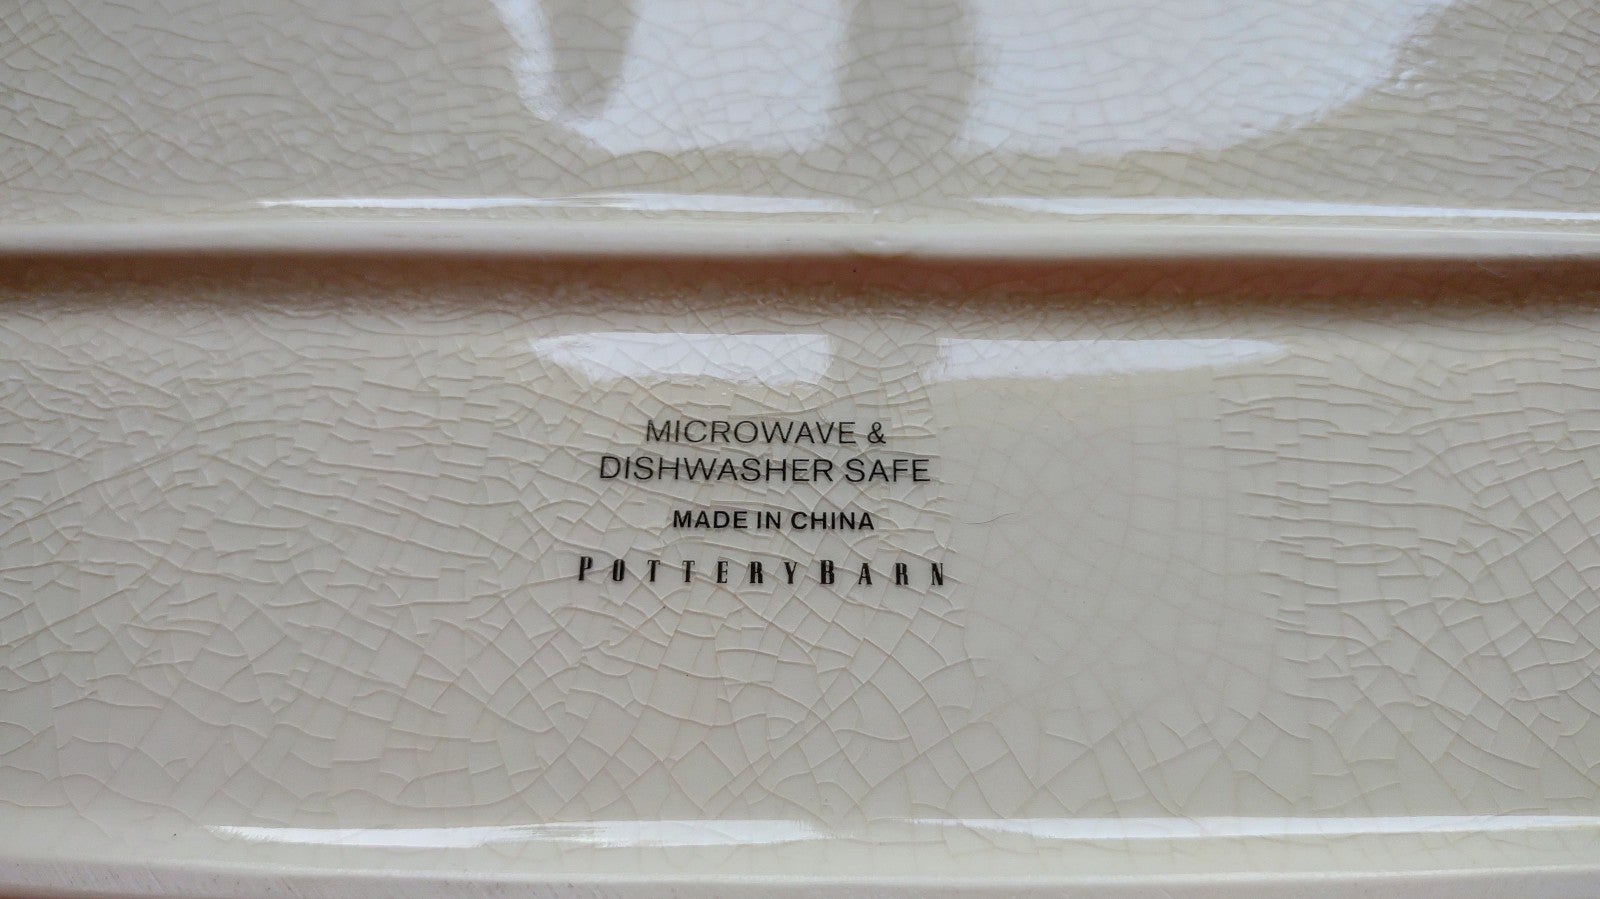 MICROWAVE &
DISHWASHER SAFE
MADE IN CHINA
POTTERYBARN